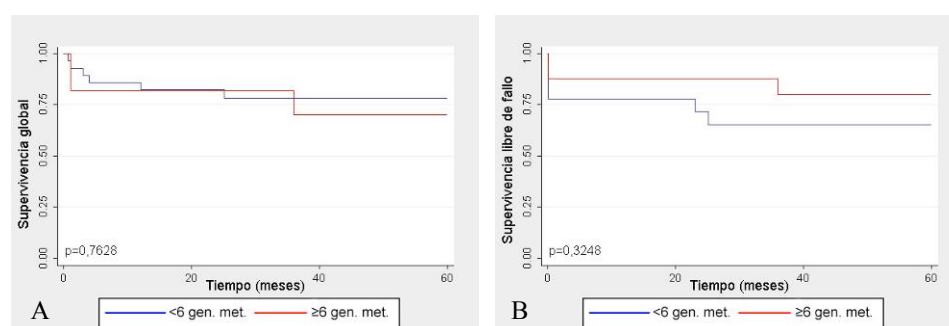 Supervivencia global
1.00
0.75
0.50
0.25
0.00
p=0,7628
0
20
40
60
Tiempo (meses)
<6 gen. met.
≥6 gen. met.
A
Supervivencia libre de fallo
1.00
0.75
0.50
0.25
0.00
p=0,3248
0
20
40
60
Tiempo (meses)
<6 gen. met.
≥6 gen. met.
B